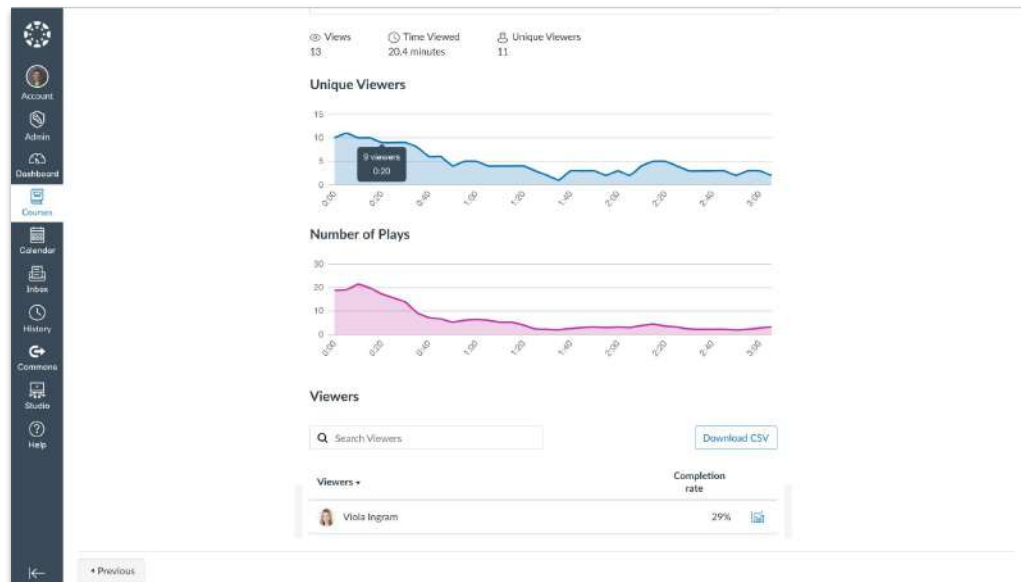 Account
Admin
Dashboard
Courses
Calendar
Inbox
History
Commons
Studio
Help
Views
13
Time Viewed
20.4 minutes
Unique Viewers
11
Unique Viewers
15
10
5
0
9 viewers
0:20
0:00
0:20
0:40
1:00
1:20
1:40
2:00
2:20
2:40
3:00
Number of Plays
30
20
10
0
0:00
0:20
0:40
1:00
1:20
1:40
2:00
2:20
2:40
3:00
Viewers
Search Viewers
Download CSV
Viewers
Completion
rate
Viola Ingram
29%
Previous